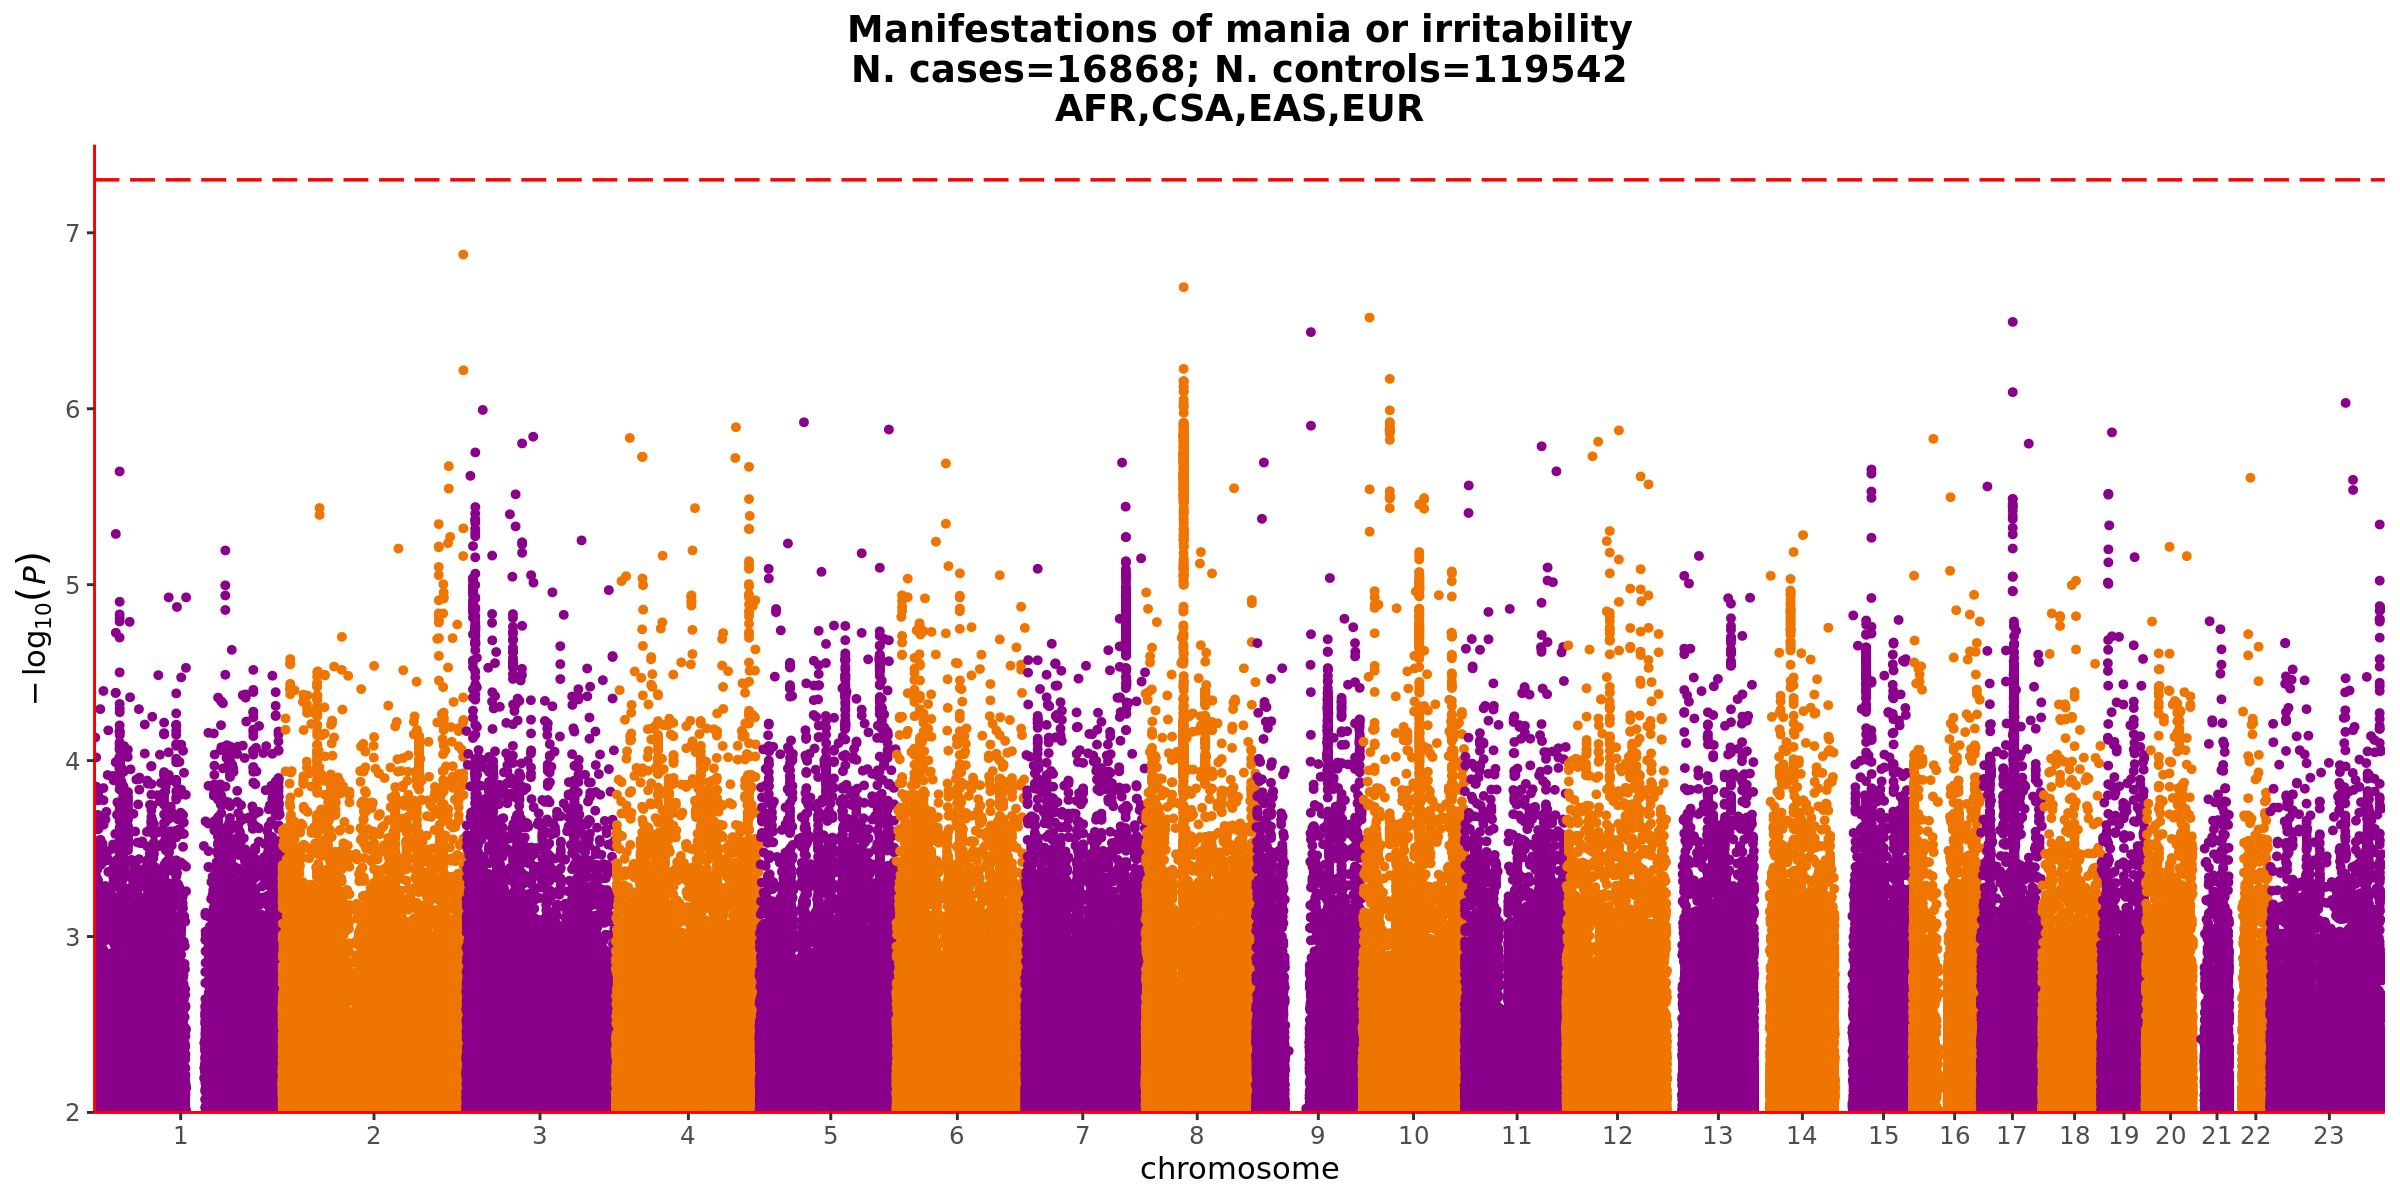 Manifestations of mania or irritability
N. cases=16868; N. controls=119542
AFR,CSA,EAS,EUR
−log10(P)
7
6
5
4
3
2
1 2 3 4 5 6 7 8 9 10 11 12 13 14 15 16 17 18 19 20 21 22 23
chromosome